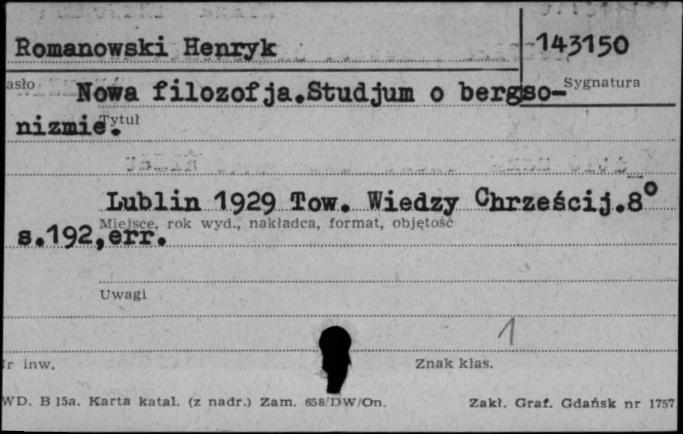 Romanowski Henryk 143150
asło Sygnatura
Nowa filozofja.Studjum o bergso-
nizmie. Tytuł
Lublin 1929 Tow. Wiedzy Chrześcij.8°
Miejsce, rok wyd., nakładca, format, objętość
s.192,err.
Uwagi
1
r inw. Znak klas.
WD. B 15a. Karta katal. (z nadr.) Zam. 658/DW/On. Zakł. Graf. Gdańsk nr 1757